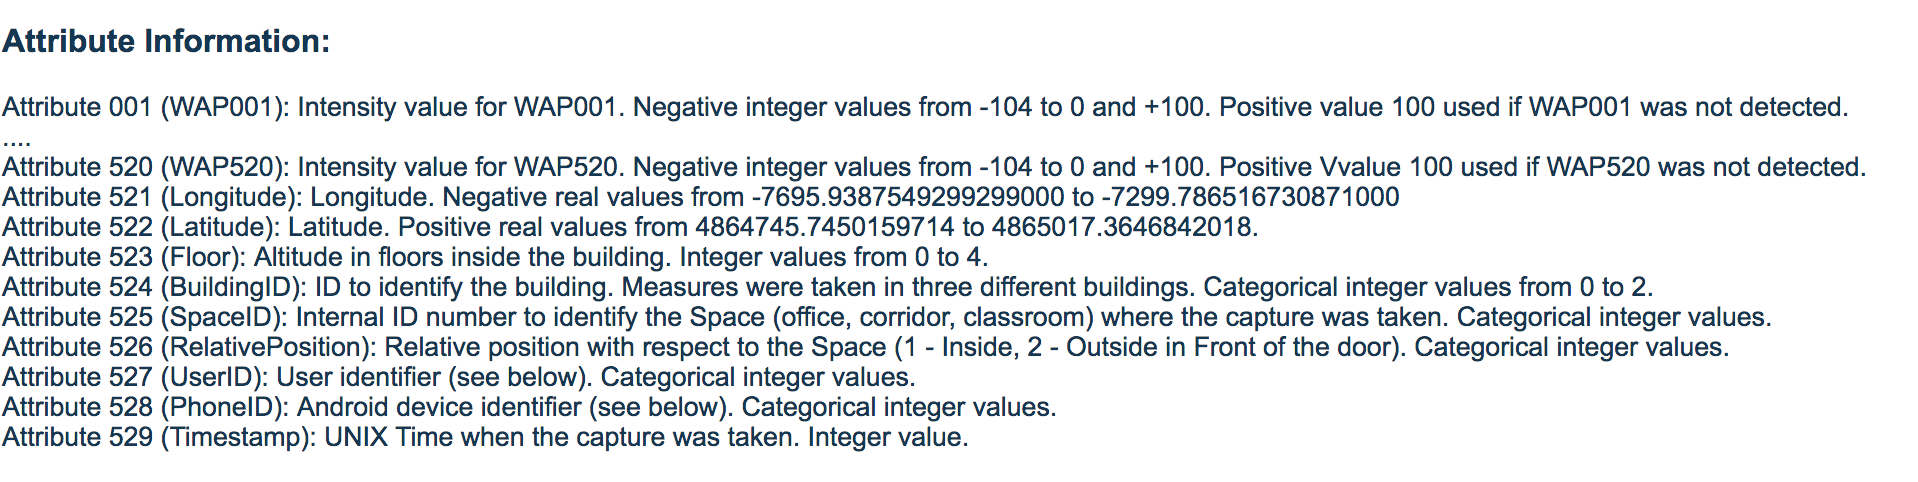 Attribute Information:
Attribute 001 (WAP001): Intensity value for WAP001. Negative integer values from -104 to 0 and +100. Positive value 100 used if WAP001 was not detected.
....
Attribute 520 (WAP520): Intensity value for WAP520. Negative integer values from -104 to 0 and +100. Positive Vvalue 100 used if WAP520 was not detected.
Attribute 521 (Longitude): Longitude. Negative real values from -7695.9387549299299000 to -7299.786516730871000
Attribute 522 (Latitude): Latitude. Positive real values from 4864745.7450159714 to 4865017.3646842018.
Attribute 523 (Floor): Altitude in floors inside the building. Integer values from 0 to 4.
Attribute 524 (BuildingID): ID to identify the building. Measures were taken in three different buildings. Categorical integer values from 0 to 2.
Attribute 525 (SpaceID): Internal ID number to identify the Space (office, corridor, classroom) where the capture was taken. Categorical integer values.
Attribute 526 (RelativePosition): Relative position with respect to the Space (1 - Inside, 2 - Outside in Front of the door). Categorical integer values.
Attribute 527 (UserID): User identifier (see below). Categorical integer values.
Attribute 528 (PhoneID): Android device identifier (see below). Categorical integer values.
Attribute 529 (Timestamp): UNIX Time when the capture was taken. Integer value.